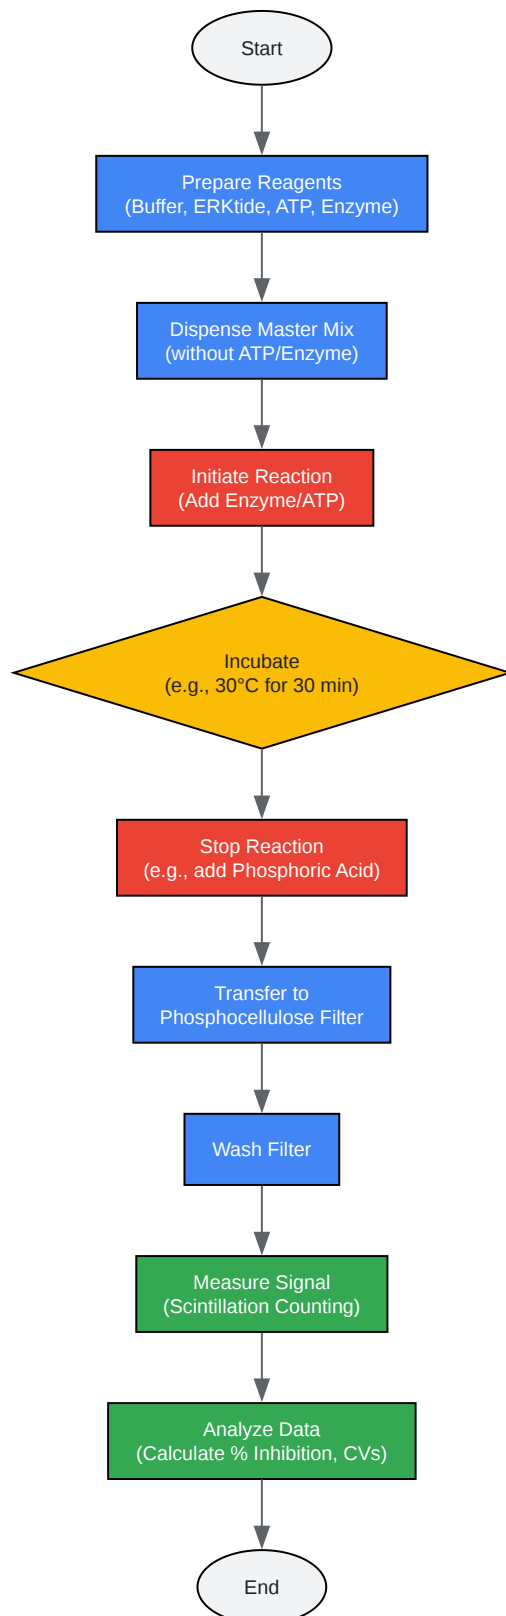 Start
Prepare Reagents
(Buffer, ERKtide, ATP, Enzyme)
Dispense Master Mix
(without ATP/Enzyme)
Initiate Reaction
(Add Enzyme/ATP)
Incubate
(e.g., 30°C for 30 min)
Stop Reaction
(e.g., add Phosphoric Acid)
Transfer to
Phosphocellulose Filter
Wash Filter
Measure Signal
(Scintillation Counting)
Analyze Data
(Calculate % Inhibition, CVs)
End